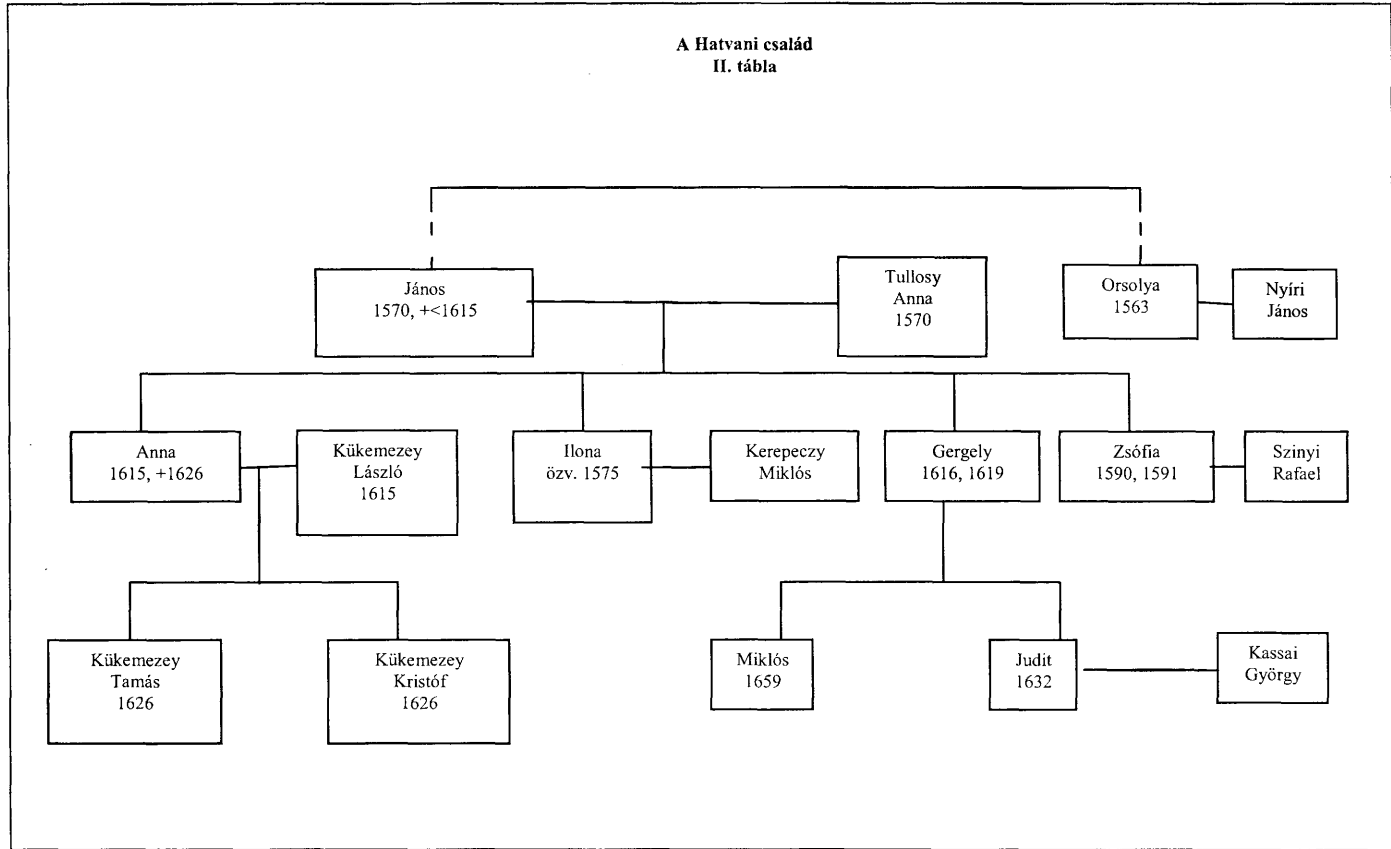 A Hatvani család
II. tábla
János
1570, +<1615
Tullosy
Anna
1570
Orsolya
1563
Nyíri
János
Anna
1615, +1626
Kükemezey
László
1615
Ilona
özv. 1575
Kerepeczy
Miklós
Gergely
1616, 1619
Zsófia
1590, 1591
Szinyi
Rafael
Kükemezey
Tamás
1626
Kükemezey
Kristóf
1626
Miklós
1659
Judit
1632
Kassai
György